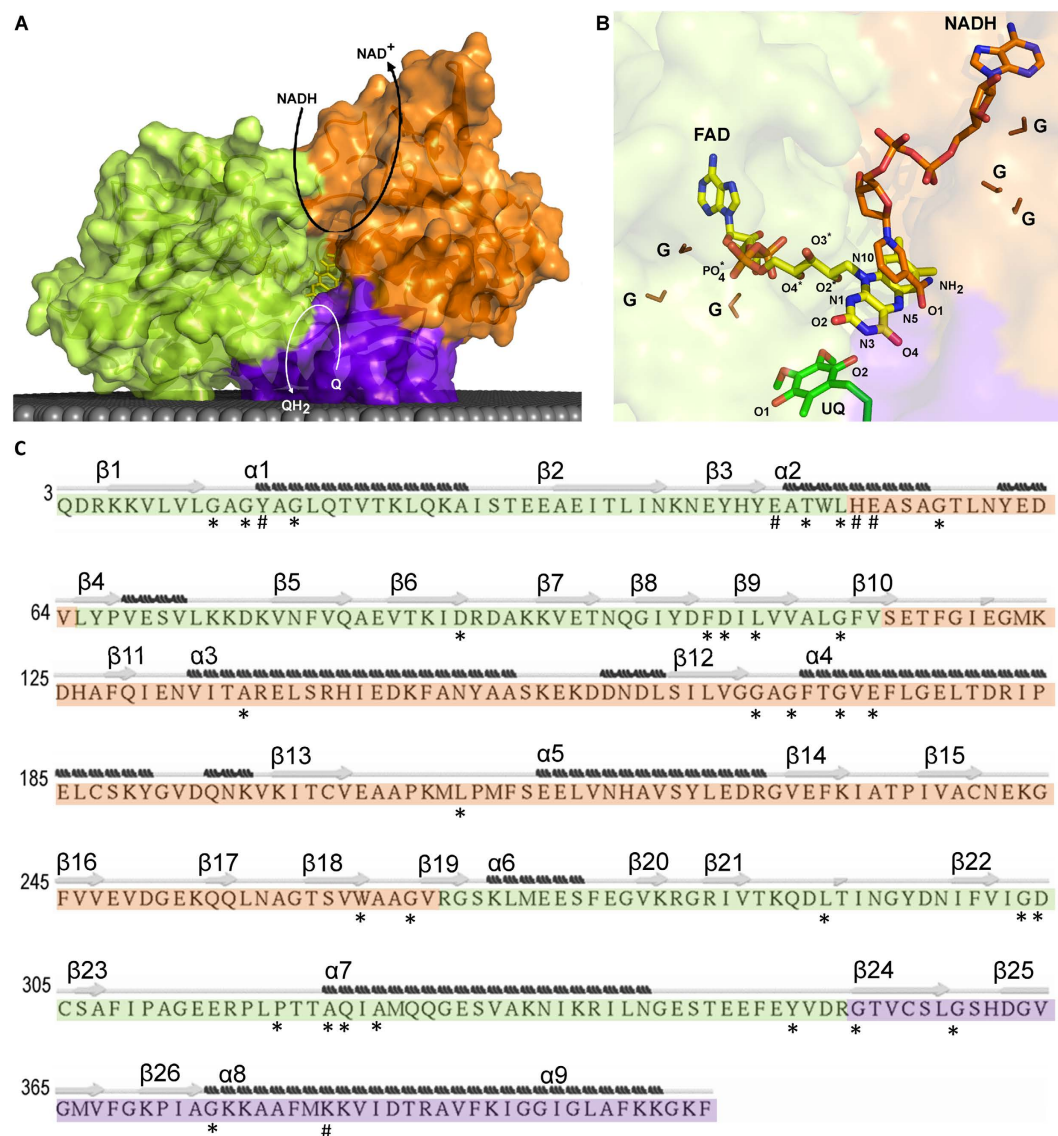 A
NAD+
NADH
Q
QH2
B
NADH
G
G
G
FAD
G
G
G
PO4*
O4*
O3*
O2*
N10
N1
NH2
O1
N5
O2
N3
O4
O2
O1
UQ
C
β1 α1 β2 β3 α2
3 QDRKKVLVLGAGYAGLQTVTKLQKAISTEEAEITLINKNEYHYEATWLHEASAGTLNYED
* * # * # * * # # *
β4 β5 β6 β7 β8 β9 β10
64 VLYPVESVLKKDKVNFVQAEVTKIDRDAKKVETNQGIYDFDILVVALGFVSETFGIEGMK
* * * * *
β11 α3 β12 α4
125 DHAFQIENVITARELSRHIEDKFANYAASKEKDDNDLSILVGGAGFTGVEFLGELTDRIP
* * * * *
β13 α5 β14 β15
185 ELCSKYGVDQNKVKITCVEAAPKMLPMFSEELVNHAVSYLEDRGVEFKIATPIVACNEKG
*
β16 β17 β18 β19 α6 β20 β21 β22
245 FVVEVDGEKQQLNAGTSVWAAGVRGSKLMEESFEGVKRGRIVTKQDLTINGYDNIFVIGD
* * * * *
β23 α7 β24 β25
305 CSAFIPAGEERPLPTTAQIAMQQGESVAKNIKRILNGESTEEFEYVDRGTVCSLGSHDGV
* * * * * * *
β26 α8 α9
365 GMVFGKPIAGKKAAFMKKVIDTRAVFKIGGIGLAFKKGKF
* #